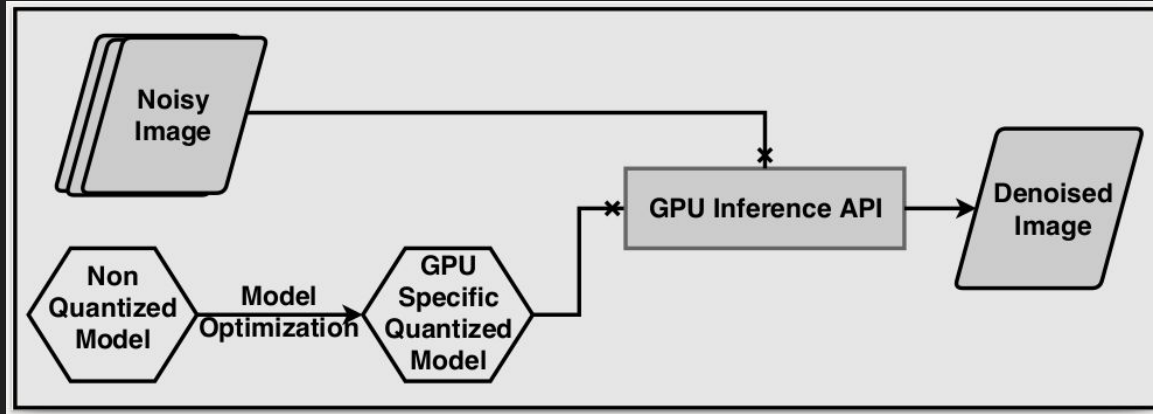 Noisy
Image
GPU Inference API
Denoised
Image
Non
Quantized
Model
Model
Optimization
GPU
Specific
Quantized
Model